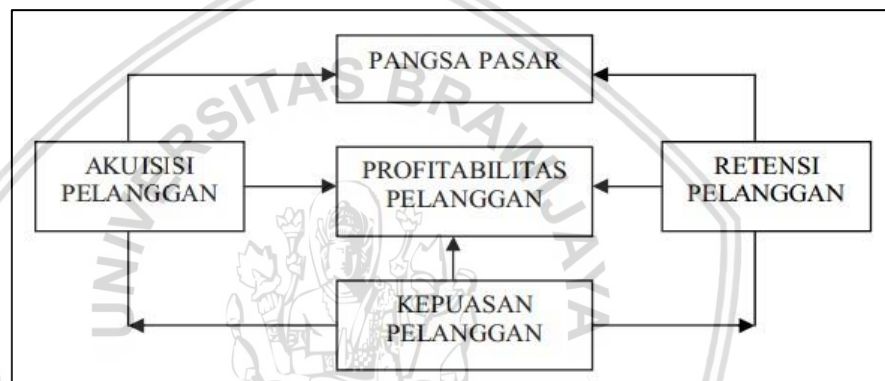 PANGSA PASAR
AKUISISI
PELANGGAN
PROFITABILITAS
PELANGGAN
RETENSI
PELANGGAN
KEPUASAN
PELANGGAN
UNIVERSITAS BRAWIJAYA